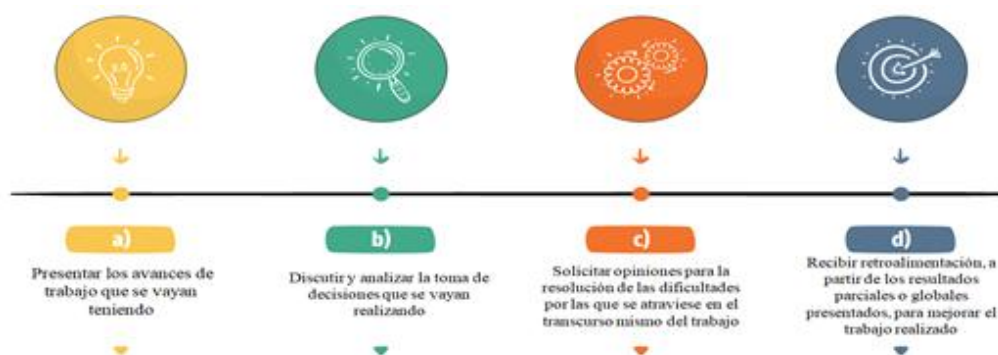 a)
Presentar los avances de
trabajo que se vayan
teniendo
b)
Discutir y analizar la toma de
decisiones que se vayan
realizando
c)
Solicitar opiniones para la
resolución de las dificultades
por las que se atraviese en el
transcurso mismo del trabajo
d)
Recibir retroalimentación, a
partir de los resultados
parciales o globales
presentados, para mejorar el
trabajo realizado